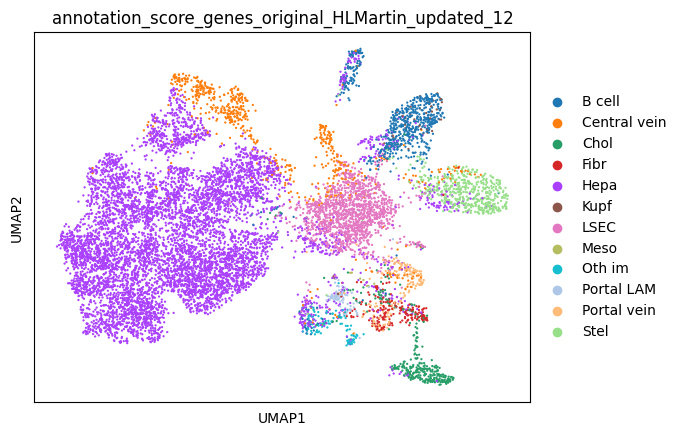 annotation_score_genes_original_HLMartin_updated_12
UMAP2
UMAP1
B cell
Central vein
Chol
Fibr
Hepa
Kupf
LSEC
Meso
Oth im
Portal LAM
Portal vein
Stel